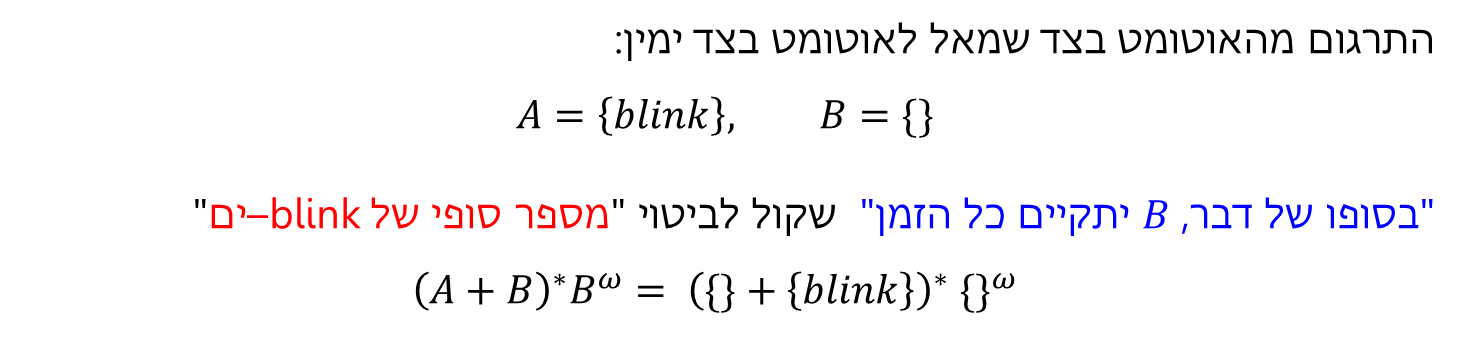 התרגום מהאוטומט בצד שמאל לאוטומט בצד ימין:
A = {blink},  B = {}
"בסופו של דבר, B יתקיים כל הזמן" שקול לביטוי "מספר סופי של blink–ים"
(A + B)*B^ω = ({} + {blink})* {}^ω